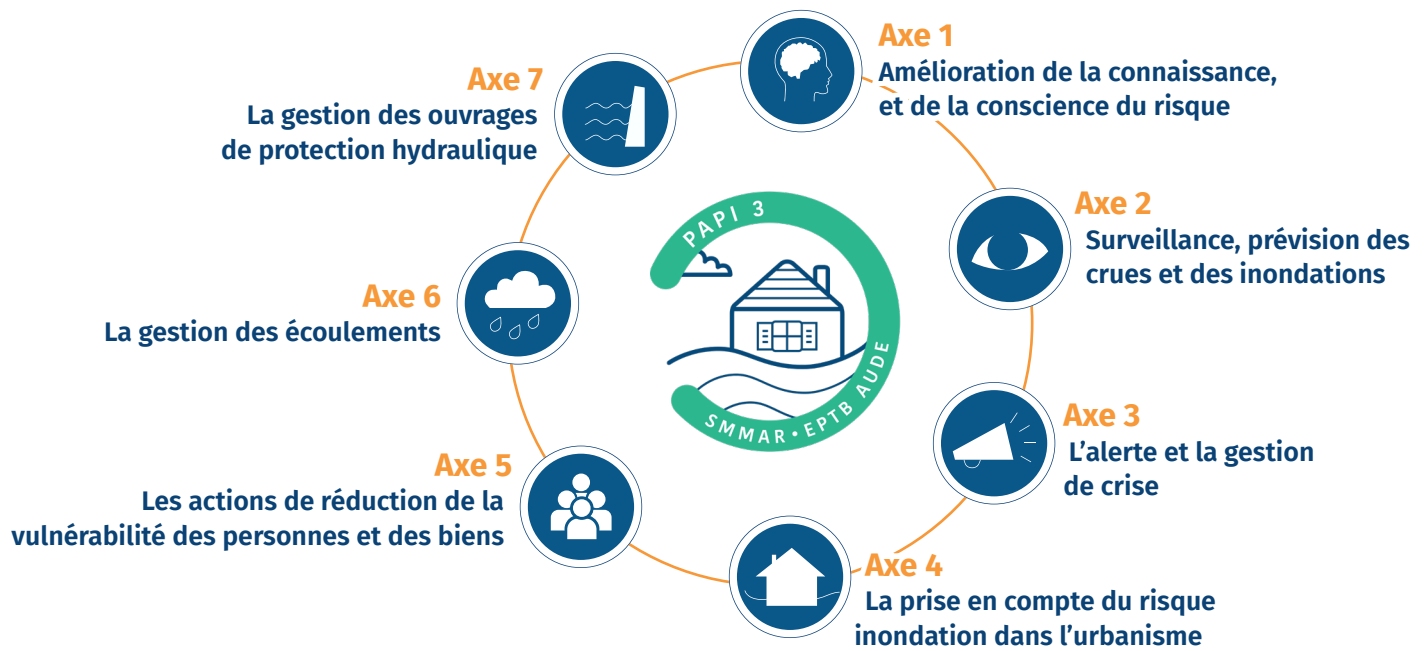 Axe 1
Amélioration de la connaissance,
et de la conscience du risque
Axe 2
Surveillance, prévision des
crues et des inondations
Axe 3
L’alerte et la gestion
de crise
Axe 4
La prise en compte du risque
inondation dans l’urbanisme
Axe 5
Les actions de réduction de la
vulnérabilité des personnes et des biens
Axe 6
La gestion des écoulements
Axe 7
La gestion des ouvrages
de protection hydraulique
PAPI 3
SMMAR • EPTB AUDE